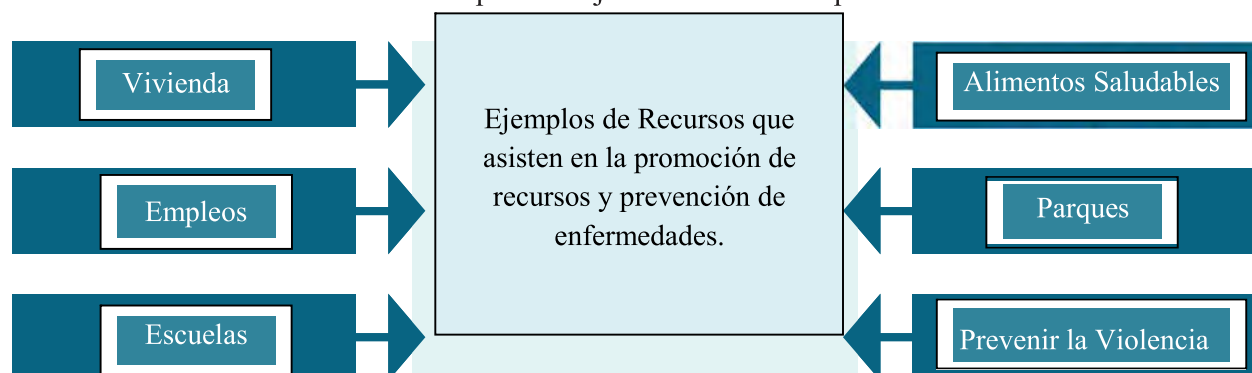 Vivienda
Empleos
Escuelas
Ejemplos de Recursos que
asisten en la promoción de
recursos y prevención de
enfermedades.
Alimentos Saludables
Parques
Prevenir la Violencia